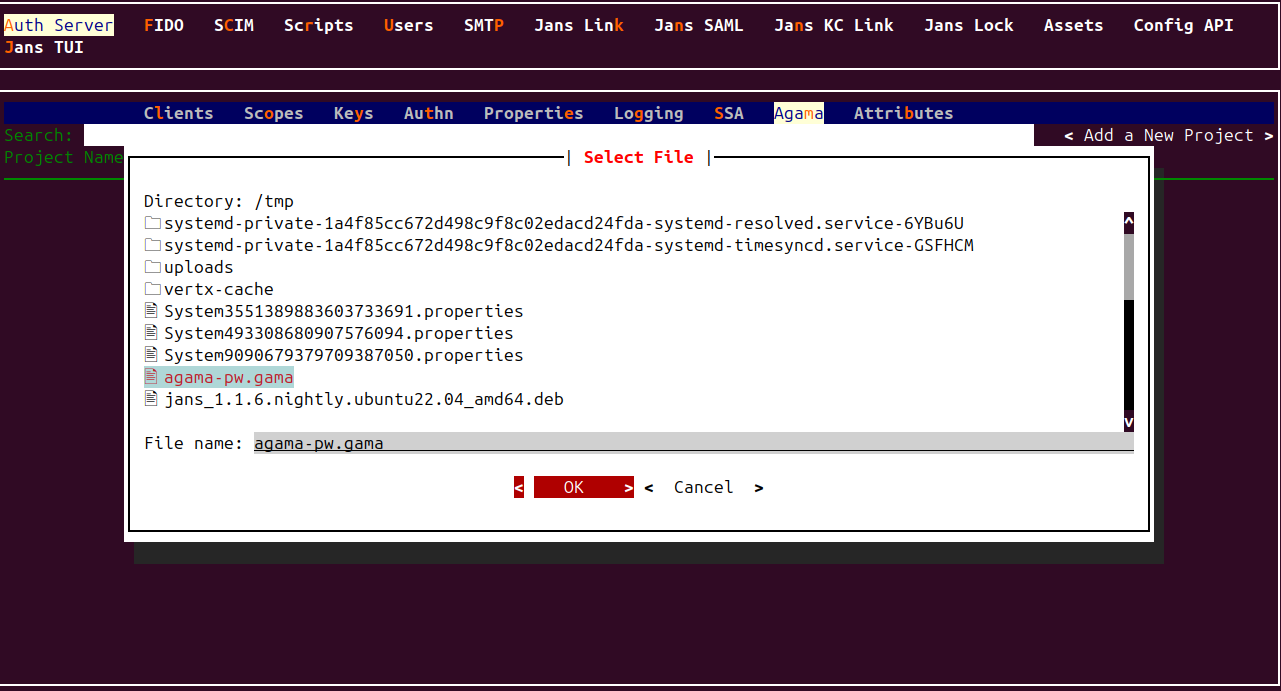 Auth Server FIDO SCIM Scripts Users SMTP Jans Link Jans SAML Jans KC Link Jans Lock Assets Config API
Jans TUI
Clients Scopes Keys Authn Properties Logging SSA Agama Attributes
Search: < Add a New Project >
Project Name
| Select File |
Directory: /tmp
systemd-private-1a4f85cc672d498c9f8c02edacd24fda-systemd-resolved.service-6YBu6U
systemd-private-1a4f85cc672d498c9f8c02edacd24fda-systemd-timesyncd.service-GSFHCM
uploads
vertx-cache
System3551389883603733691.properties
System493308680907576094.properties
System9090679379709387050.properties
agama-pw.gama
jans_1.1.6.nightly.ubuntu22.04_amd64.deb
^
v
File name: agama-pw.gama
< OK > < Cancel >